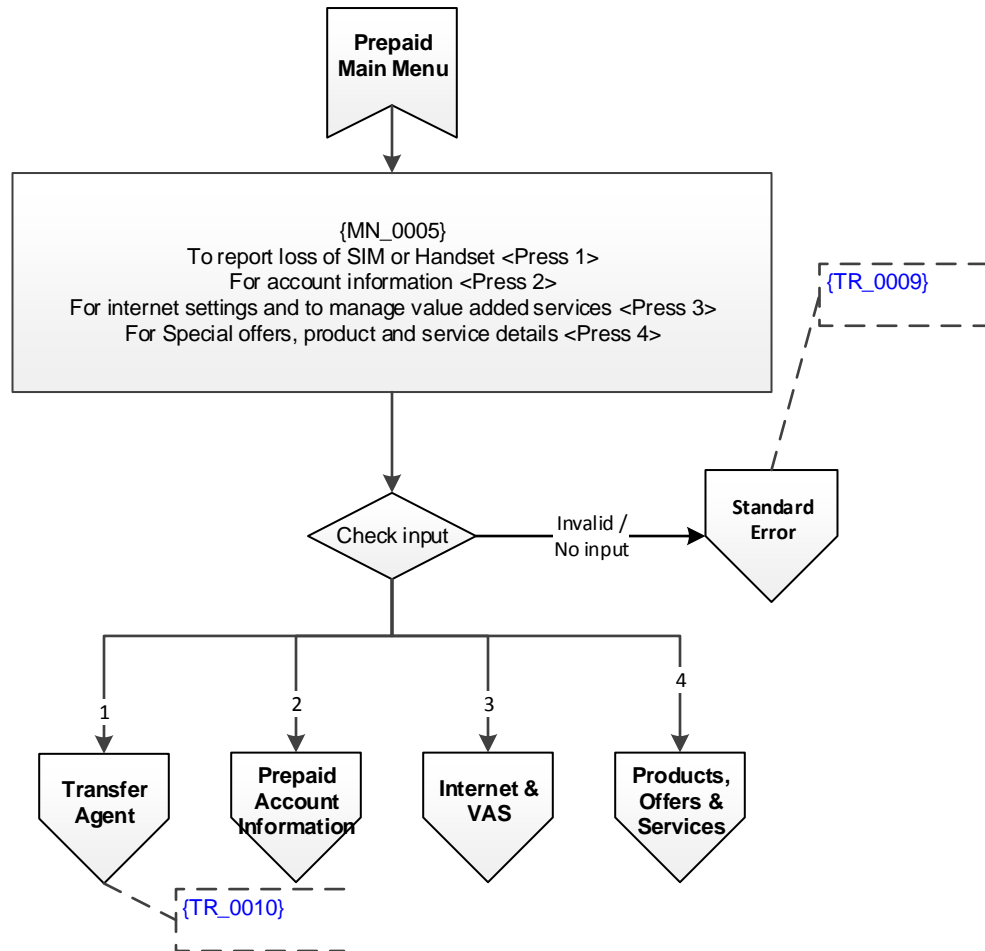 Prepaid
Main Menu
{MN_0005}
To report loss of SIM or Handset <Press 1>
For account information <Press 2>
For internet settings and to manage value added services <Press 3>
For Special offers, product and service details <Press 4>
{TR_0009}
Check input
Invalid /
No input
Standard
Error
1
2
3
4
Transfer
Agent
Prepaid
Account
Information
Internet &
VAS
Products,
Offers &
Services
{TR_0010}